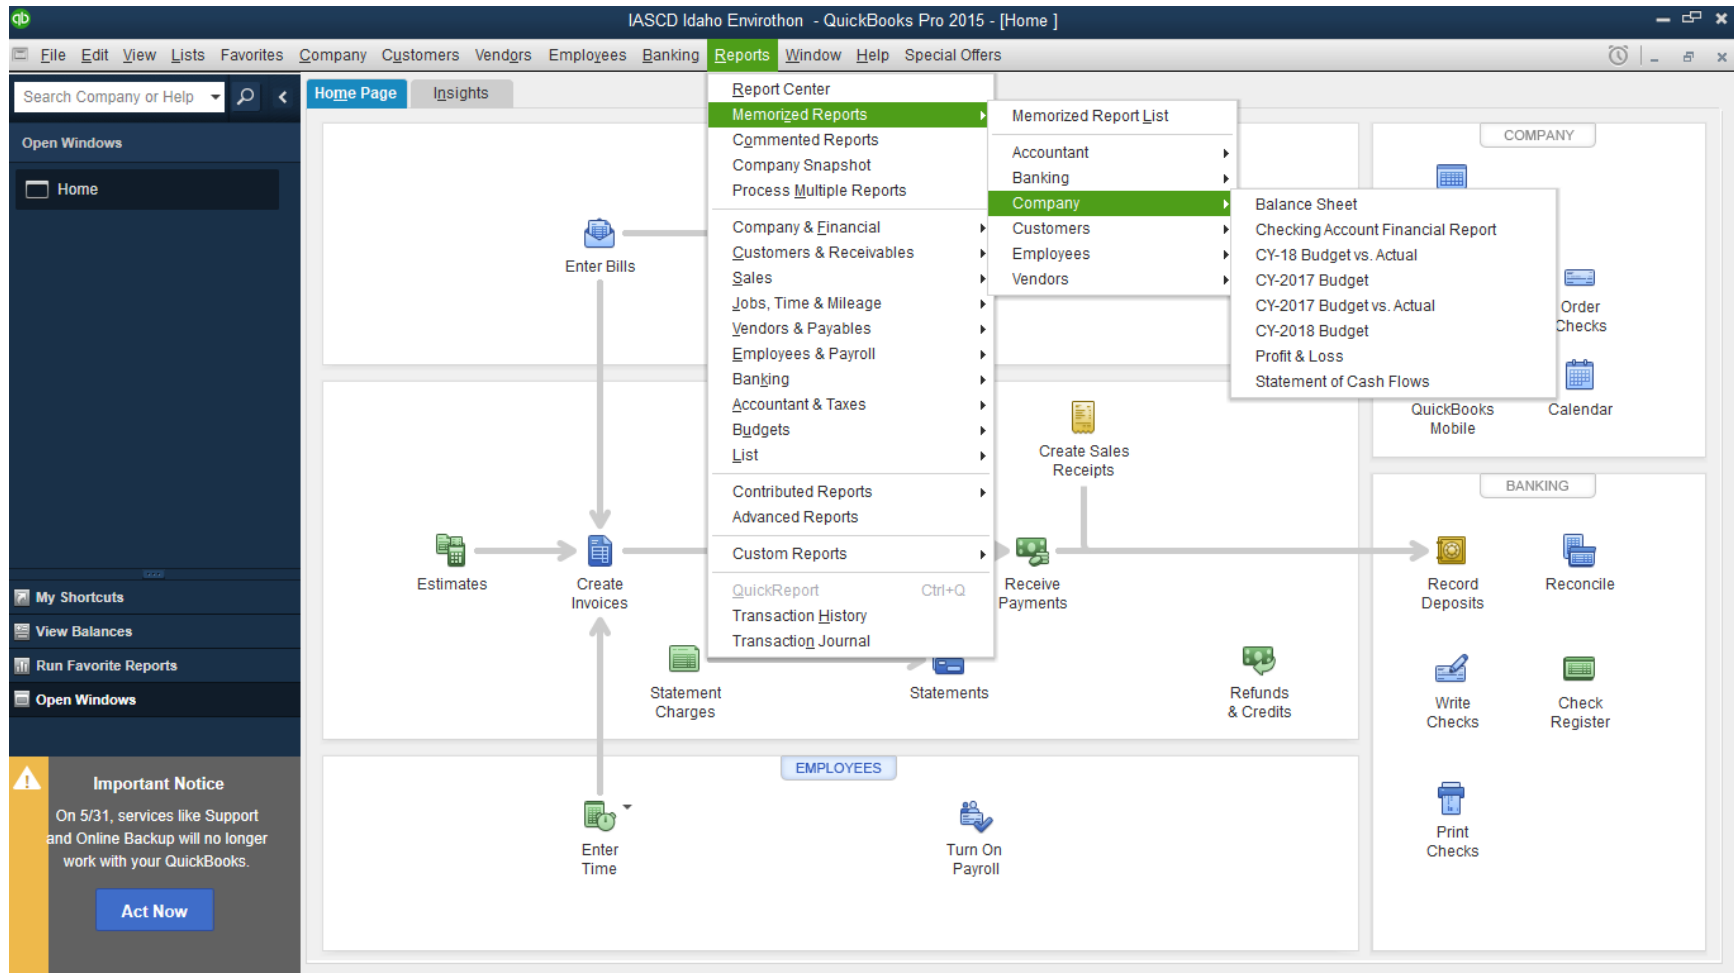 qb
IASCD Idaho Envirothon - QuickBooks Pro 2015 - [Home ]
File Edit View Lists Favorites Company Customers Vendors Employees Banking Reports Window Help Special Offers
Search Company or Help
Open Windows
Home
My Shortcuts
View Balances
Run Favorite Reports
Open Windows
Important Notice
On 5/31, services like Support
and Online Backup will no longer
work with your QuickBooks.
Act Now
Home Page
Insights
Report Center
Memorized Reports
Commented Reports
Company Snapshot
Process Multiple Reports
Company & Financial
Customers & Receivables
Sales
Jobs, Time & Mileage
Vendors & Payables
Employees & Payroll
Banking
Accountant & Taxes
Budgets
List
Contributed Reports
Advanced Reports
Custom Reports
QuickReport Ctrl+Q
Transaction History
Transaction Journal
Memorized Report List
Accountant
Banking
Company
Customers
Employees
Vendors
Balance Sheet
Checking Account Financial Report
CY-18 Budget vs. Actual
CY-2017 Budget
CY-2017 Budget vs. Actual
CY-2018 Budget
Profit & Loss
Statement of Cash Flows
Enter Bills
Estimates
Create
Invoices
Create Sales
Receipts
Receive
Payments
Statement
Charges
Statements
Refunds
& Credits
EMPLOYEES
Enter
Time
Turn On
Payroll
COMPANY
Order
Checks
QuickBooks
Mobile
Calendar
BANKING
Record
Deposits
Reconcile
Write
Checks
Check
Register
Print
Checks